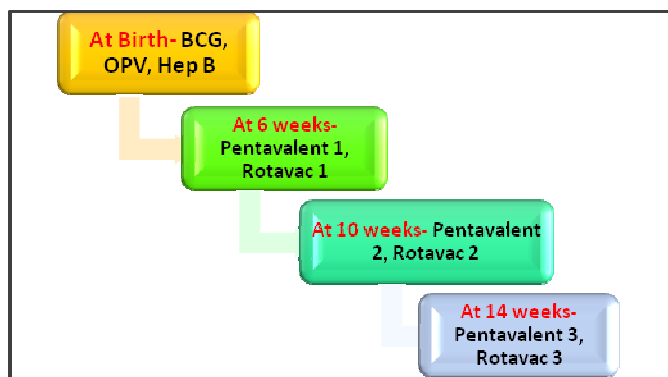 At Birth- BCG,
OPV, Hep B
At 6 weeks-
Pentavalent 1,
Rotavac 1
At 10 weeks- Pentavalent
2, Rotavac 2
At 14 weeks-
Pentavalent 3,
Rotavac 3